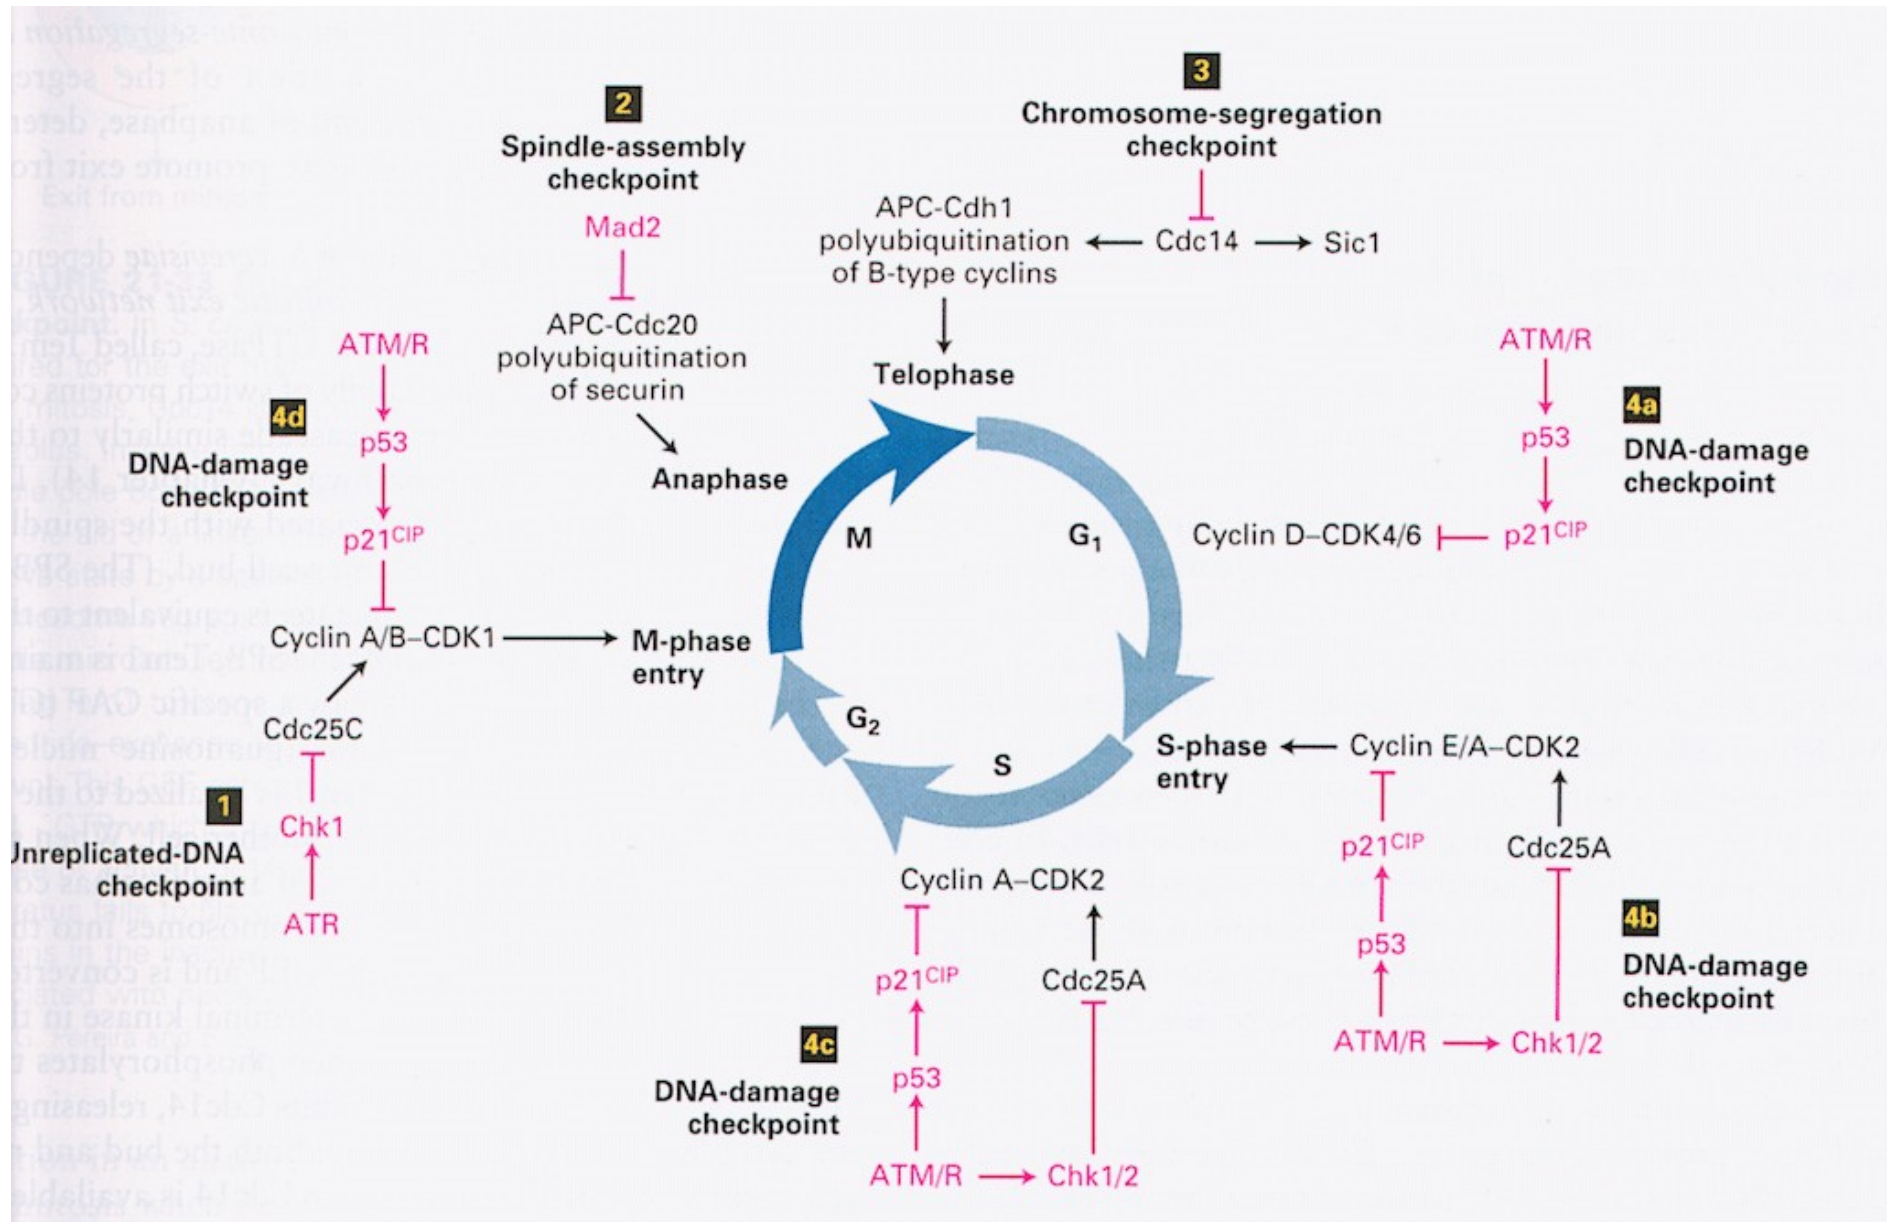 3
Chromosome-segregation
checkpoint
2
Spindle-assembly
checkpoint
Mad2
APC-Cdh1
polyubiquitination
of B-type cyclins
Cdc14
Sic1
APC-Cdc20
polyubiquitination
of securin
Telophase
Anaphase
ATM/R
4d
p53
DNA-damage
checkpoint
p21CIP
Cyclin A/B–CDK1
M-phase
entry
Cdc25C
1
Chk1
Unreplicated-DNA
checkpoint
ATR
M
G1
G2
S
ATM/R
4a
p53
DNA-damage
checkpoint
Cyclin D–CDK4/6
p21CIP
S-phase
entry
Cyclin E/A–CDK2
p21CIP
Cdc25A
4b
p53
DNA-damage
checkpoint
ATM/R
Chk1/2
Cyclin A–CDK2
p21CIP
Cdc25A
4c
p53
DNA-damage
checkpoint
ATM/R
Chk1/2